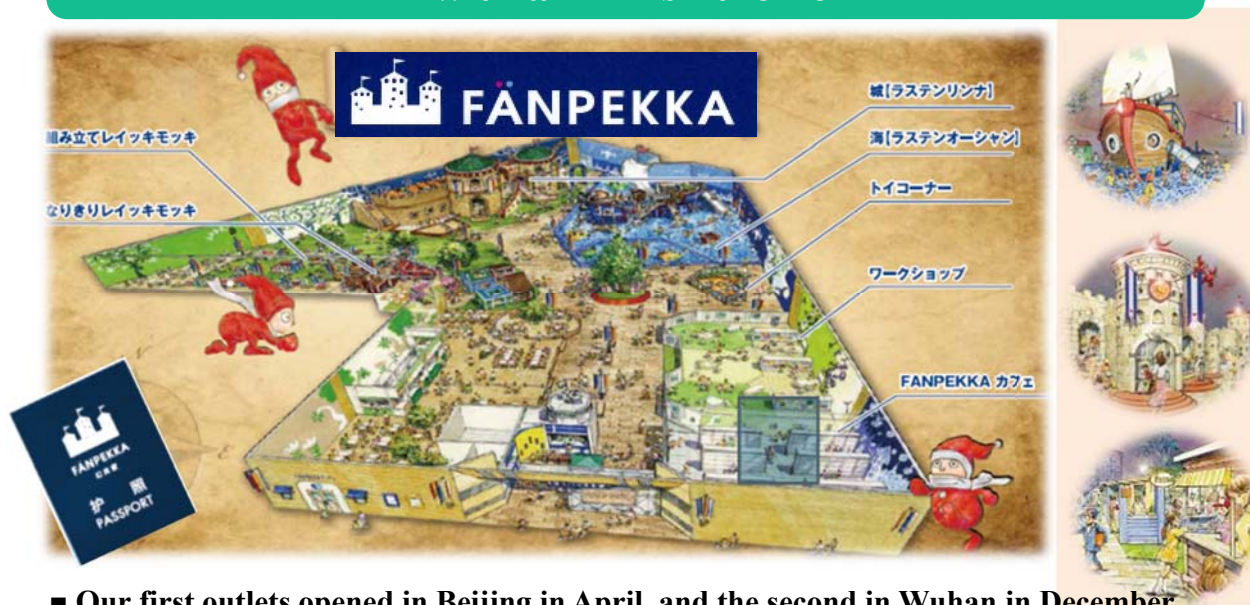 FÄNPEKKA
城[ラステンリンナ]
組み立てレイッキモッキ
海[ラステンオーシャン]
トイコーナー
なりきりレイッキモッキ
ワークショップ
FANPEKKA カフェ
FÄNPEKKA
护 照
PASSPORT
■ Our first outlets opened in Beijing in April, and the second in Wuhan in December